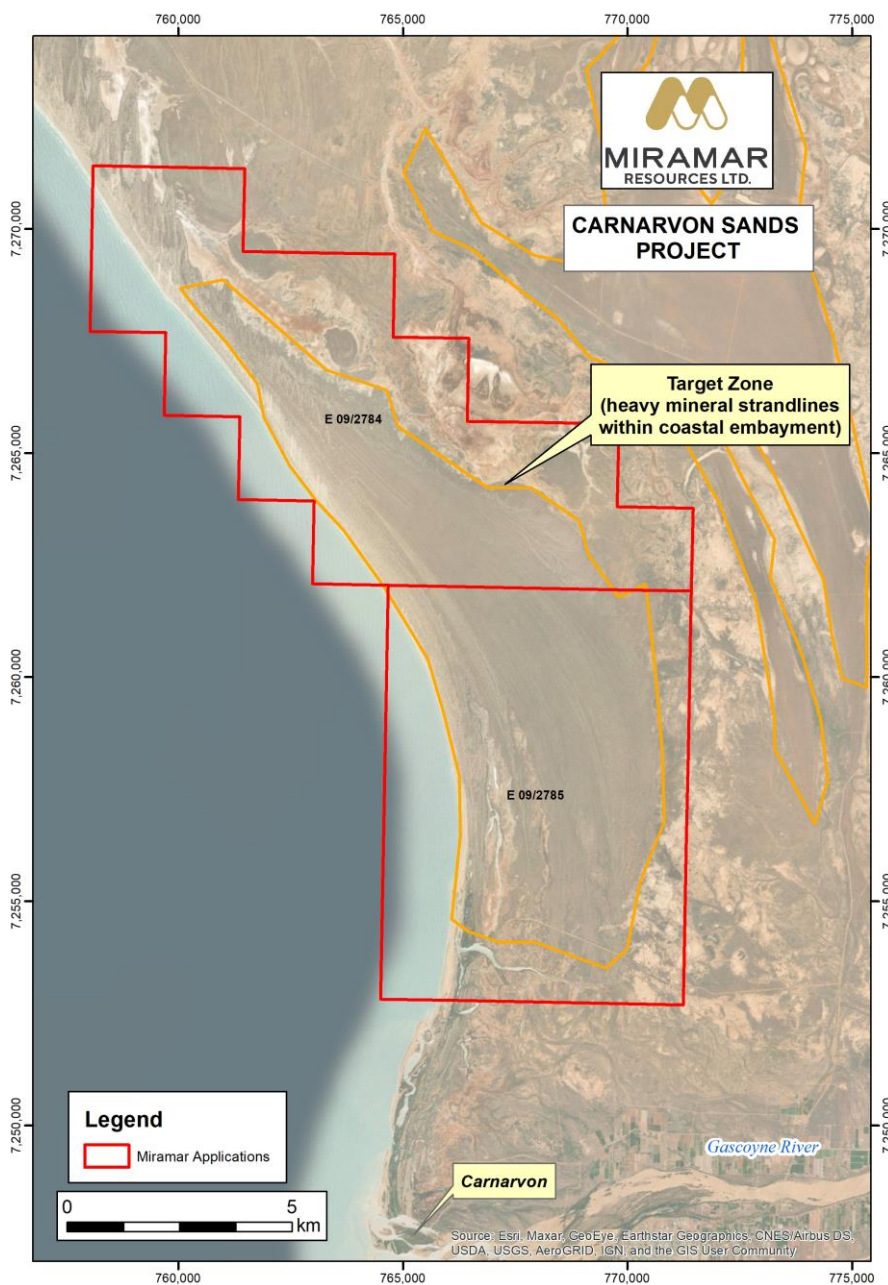 760,000 765,000 770,000 775,000
MIRAMAR
RESOURCES LTD.
CARNARVON SANDS
PROJECT
7,270,000 7,270,000
Target Zone
(heavy mineral strandlines
within coastal embayment)
E 09/2784
7,265,000 7,265,000
7,260,000 7,260,000
E 09/2785
7,255,000 7,255,000
7,250,000 7,250,000
Legend
Miramar Applications
Gascoyne River
Carnarvon
0 5
km
Source: Esri, Maxar, GeoEye, Earthstar Geographics, CNES/Airbus DS,
USDA, USGS, AeroGRID, IGN, and the GIS User Community
760,000 765,000 770,000 775,000